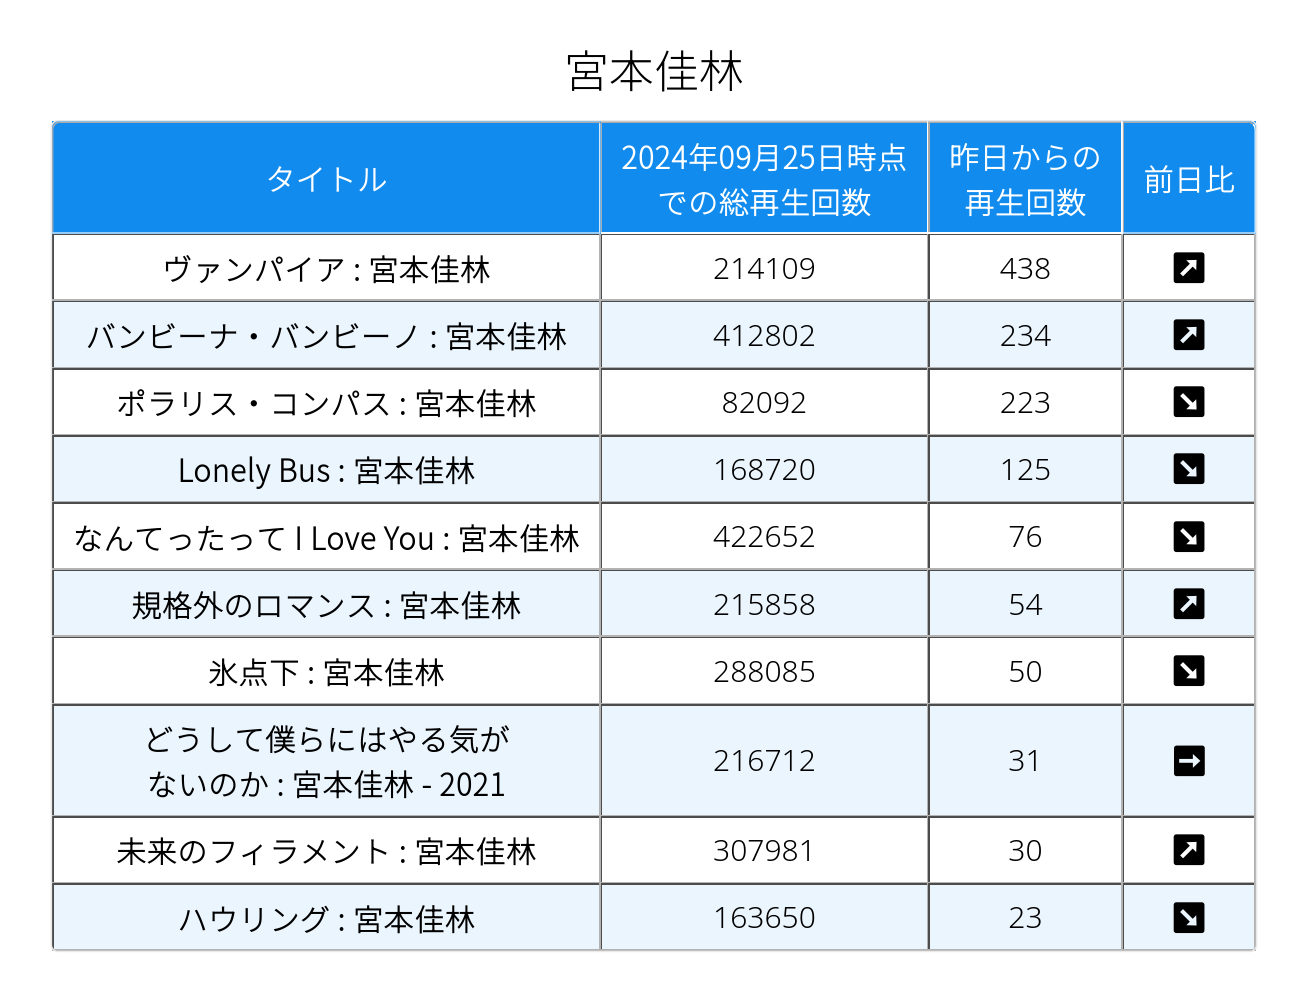 宮本佳林
タイトル
2024年09月25日時点
での総再生回数
昨日からの
再生回数
前日比
ヴァンパイア : 宮本佳林
214109
438
バンビーナ・バンビーノ : 宮本佳林
412802
234
ポラリス・コンパス : 宮本佳林
82092
223
Lonely Bus : 宮本佳林
168720
125
なんてったって I Love You : 宮本佳林
422652
76
規格外のロマンス : 宮本佳林
215858
54
氷点下 : 宮本佳林
288085
50
どうして僕らにはやる気が
ないのか : 宮本佳林 - 2021
216712
31
未来のフィラメント : 宮本佳林
307981
30
ハウリング : 宮本佳林
163650
23